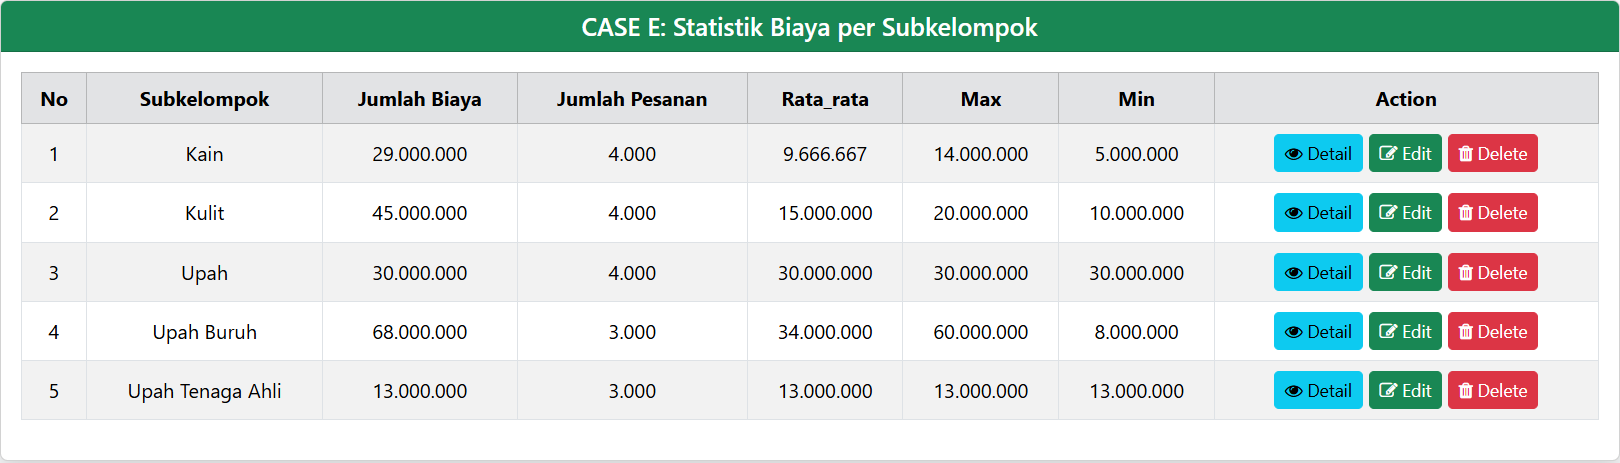 CASE E: Statistik Biaya per Subkelompok
No Subkelompok Jumlah Biaya Jumlah Pesanan Rata_rata Max Min Action
1 Kain 29.000.000 4.000 9.666.667 14.000.000 5.000.000 Detail Edit Delete
2 Kulit 45.000.000 4.000 15.000.000 20.000.000 10.000.000 Detail Edit Delete
3 Upah 30.000.000 4.000 30.000.000 30.000.000 30.000.000 Detail Edit Delete
4 Upah Buruh 68.000.000 3.000 34.000.000 60.000.000 8.000.000 Detail Edit Delete
5 Upah Tenaga Ahli 13.000.000 3.000 13.000.000 13.000.000 13.000.000 Detail Edit Delete